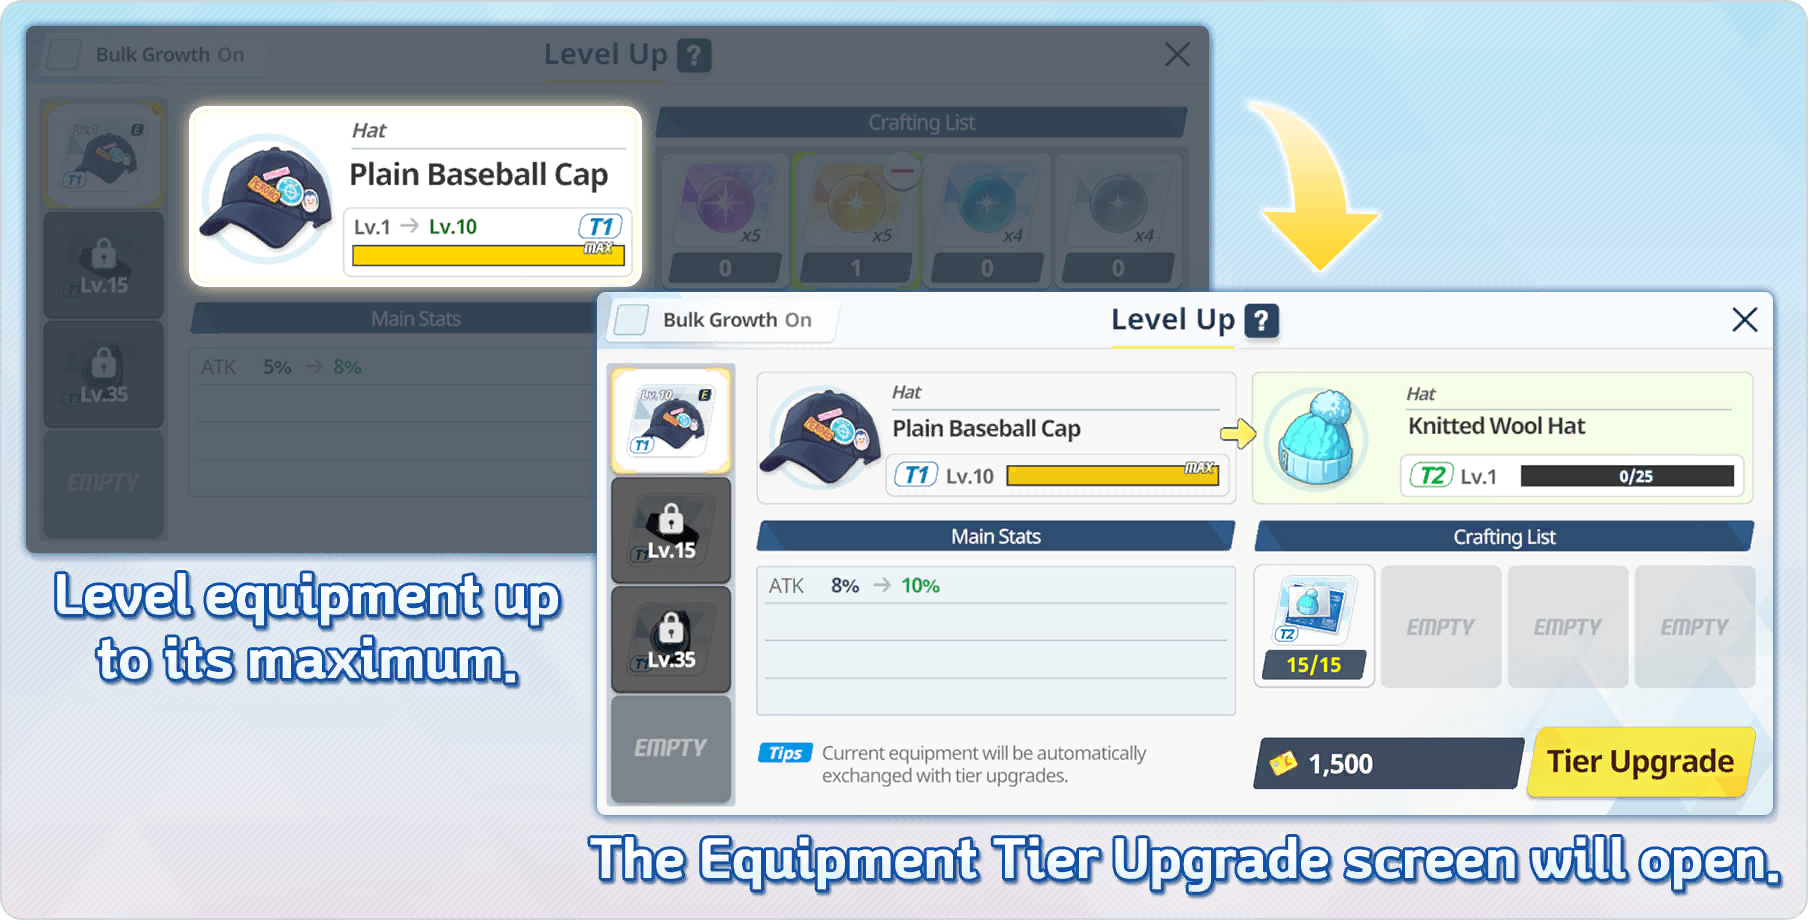 Bulk Growth On
Level Up ?
Lv.1 E
T1
Lv.15
Lv.35
EMPTY
Hat
Plain Baseball Cap
Lv.1 → Lv.10 T1
MAX
Crafting List
x5 x5 x4 x4
0 1 0 0
Main Stats
ATK 5% → 8%
Level equipment up
to its maximum.
Bulk Growth On
Level Up ?
Lv.10 E
T1
Lv.15
T1
Lv.35
EMPTY
Hat
Plain Baseball Cap
T1 Lv.10 MAX
Hat
Knitted Wool Hat
T2 Lv.1 0/25
Main Stats
ATK 8% → 10%
Crafting List
T2
15/15
EMPTY EMPTY EMPTY
Tips Current equipment will be automatically
exchanged with tier upgrades.
1,500
Tier Upgrade
The Equipment Tier Upgrade screen will open.